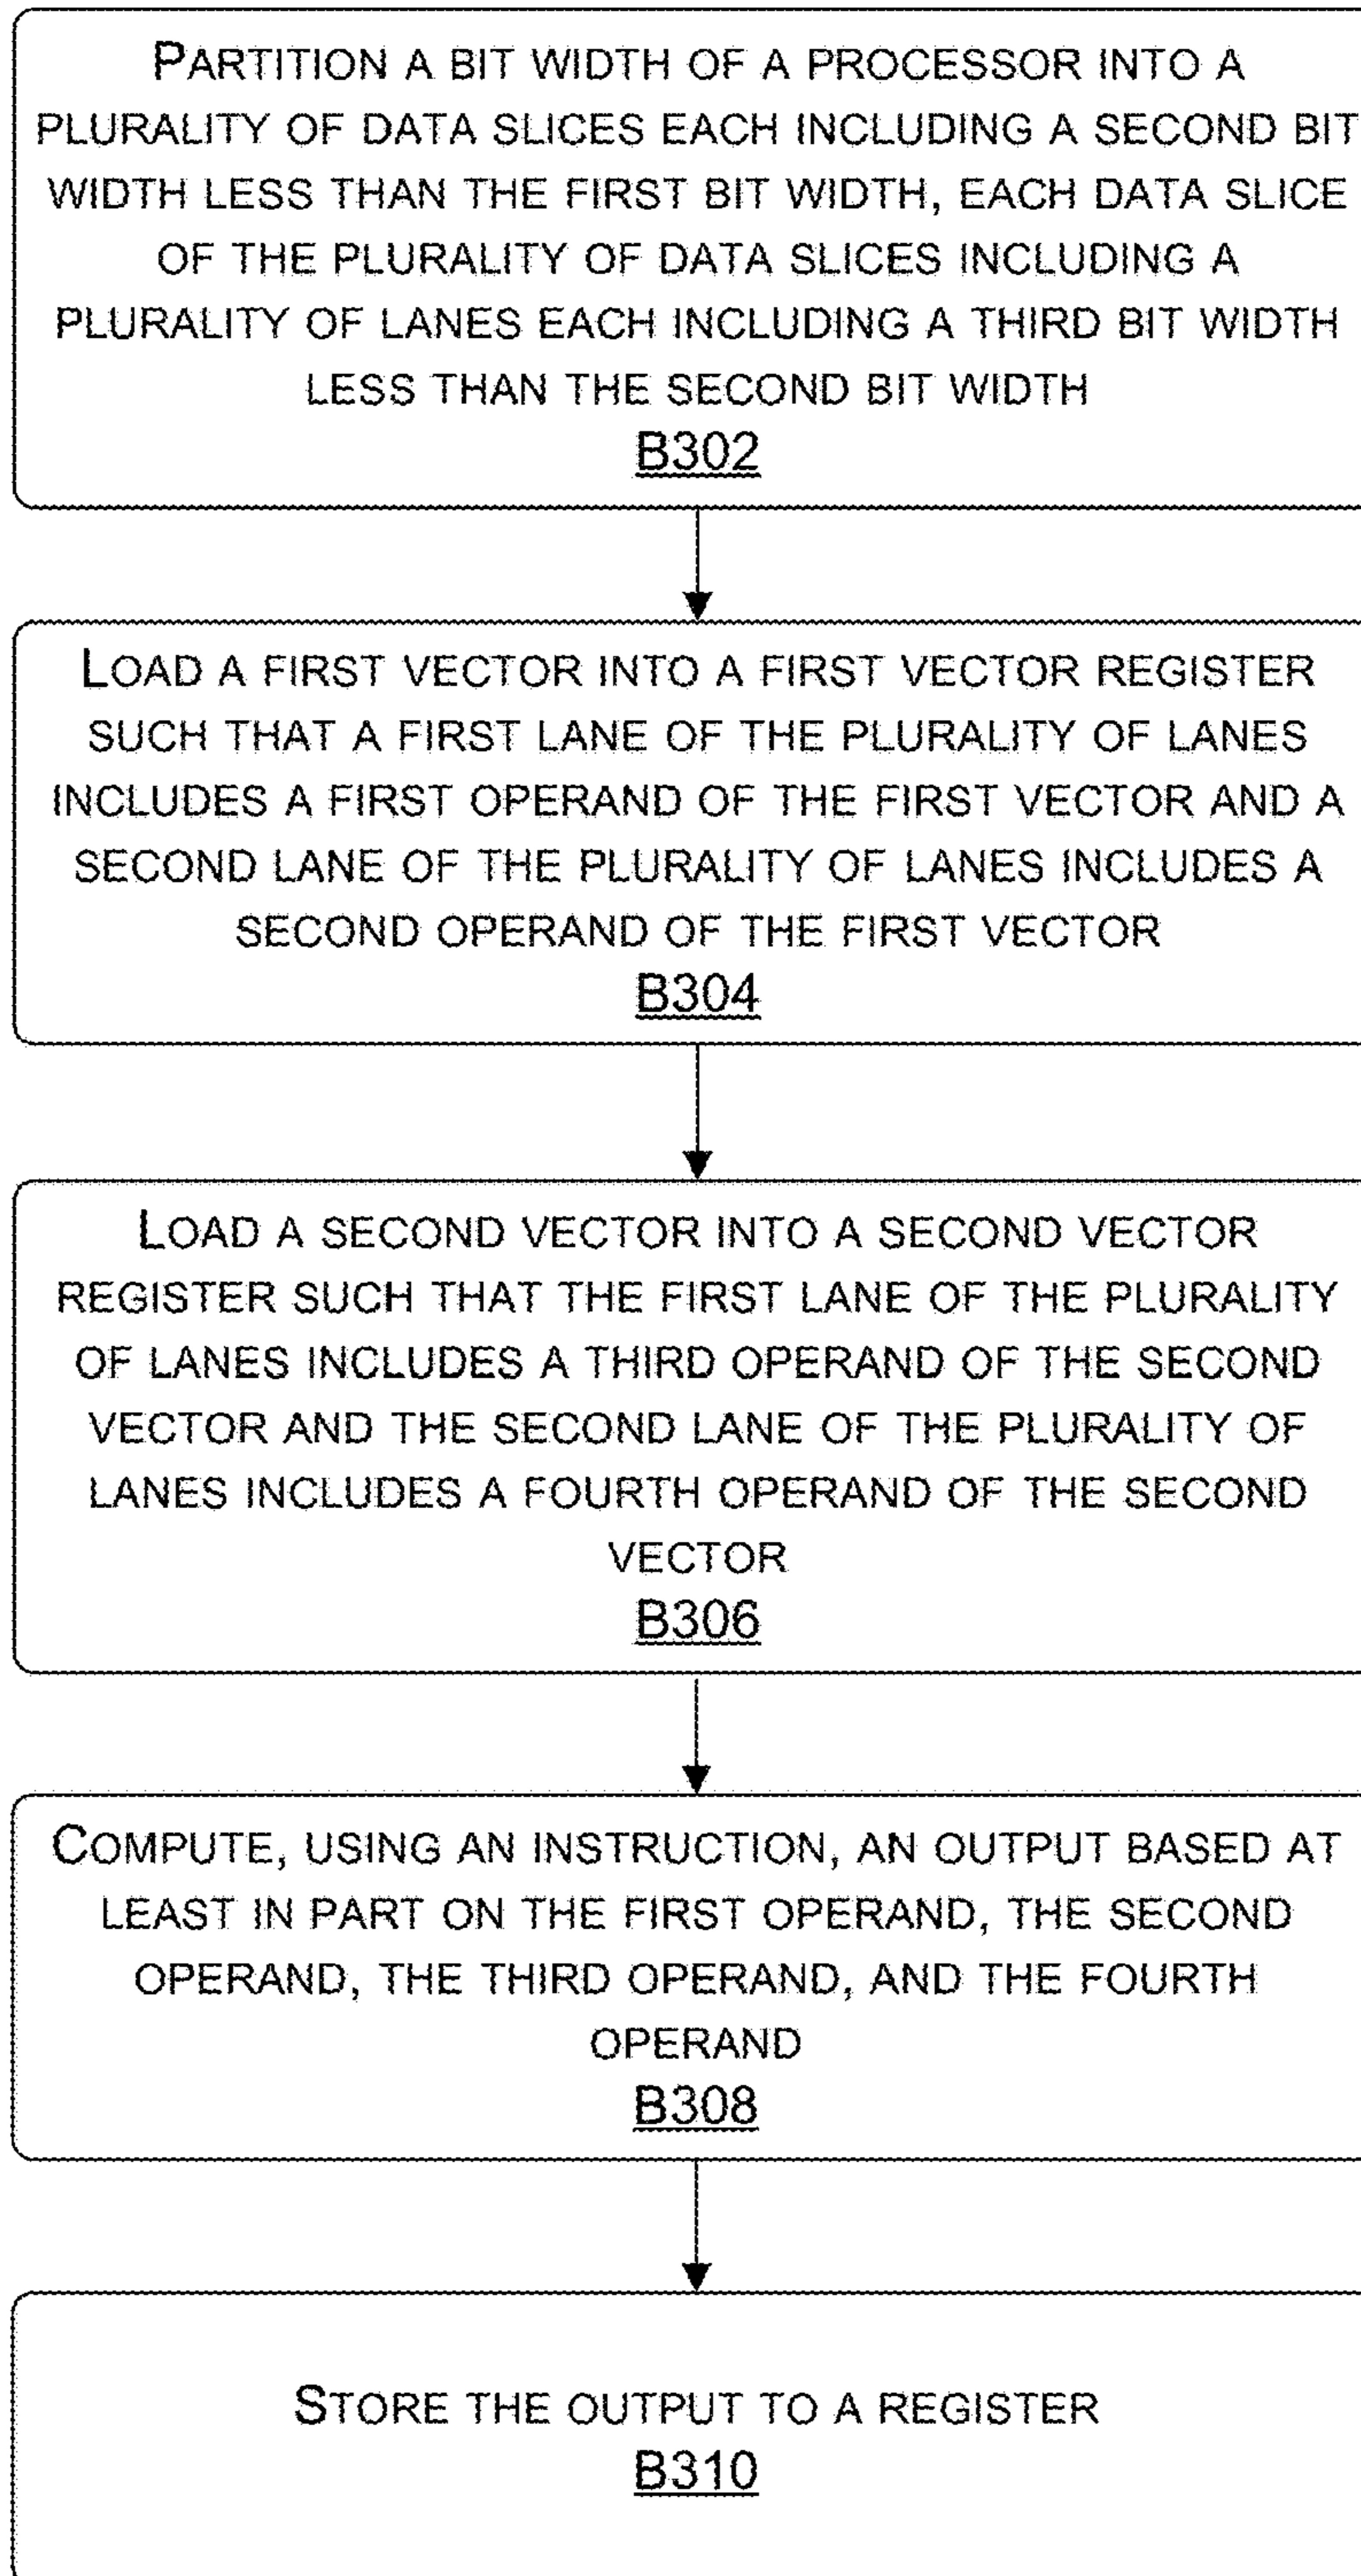 PARTITION A BIT WIDTH OF A PROCESSOR INTO A
PLURALITY OF DATA SLICES EACH INCLUDING A SECOND BIT
WIDTH LESS THAN THE FIRST BIT WIDTH, EACH DATA SLICE
OF THE PLURALITY OF DATA SLICES INCLUDING A
PLURALITY OF LANES EACH INCLUDING A THIRD BIT WIDTH
LESS THAN THE SECOND BIT WIDTH
B302
LOAD A FIRST VECTOR INTO A FIRST VECTOR REGISTER
SUCH THAT A FIRST LANE OF THE PLURALITY OF LANES
INCLUDES A FIRST OPERAND OF THE FIRST VECTOR AND A
SECOND LANE OF THE PLURALITY OF LANES INCLUDES A
SECOND OPERAND OF THE FIRST VECTOR
B304
LOAD A SECOND VECTOR INTO A SECOND VECTOR
REGISTER SUCH THAT THE FIRST LANE OF THE PLURALITY
OF LANES INCLUDES A THIRD OPERAND OF THE SECOND
VECTOR AND THE SECOND LANE OF THE PLURALITY OF
LANES INCLUDES A FOURTH OPERAND OF THE SECOND
VECTOR
B306
COMPUTE, USING AN INSTRUCTION, AN OUTPUT BASED AT
LEAST IN PART ON THE FIRST OPERAND, THE SECOND
OPERAND, THE THIRD OPERAND, AND THE FOURTH
OPERAND
B308
STORE THE OUTPUT TO A REGISTER
B310